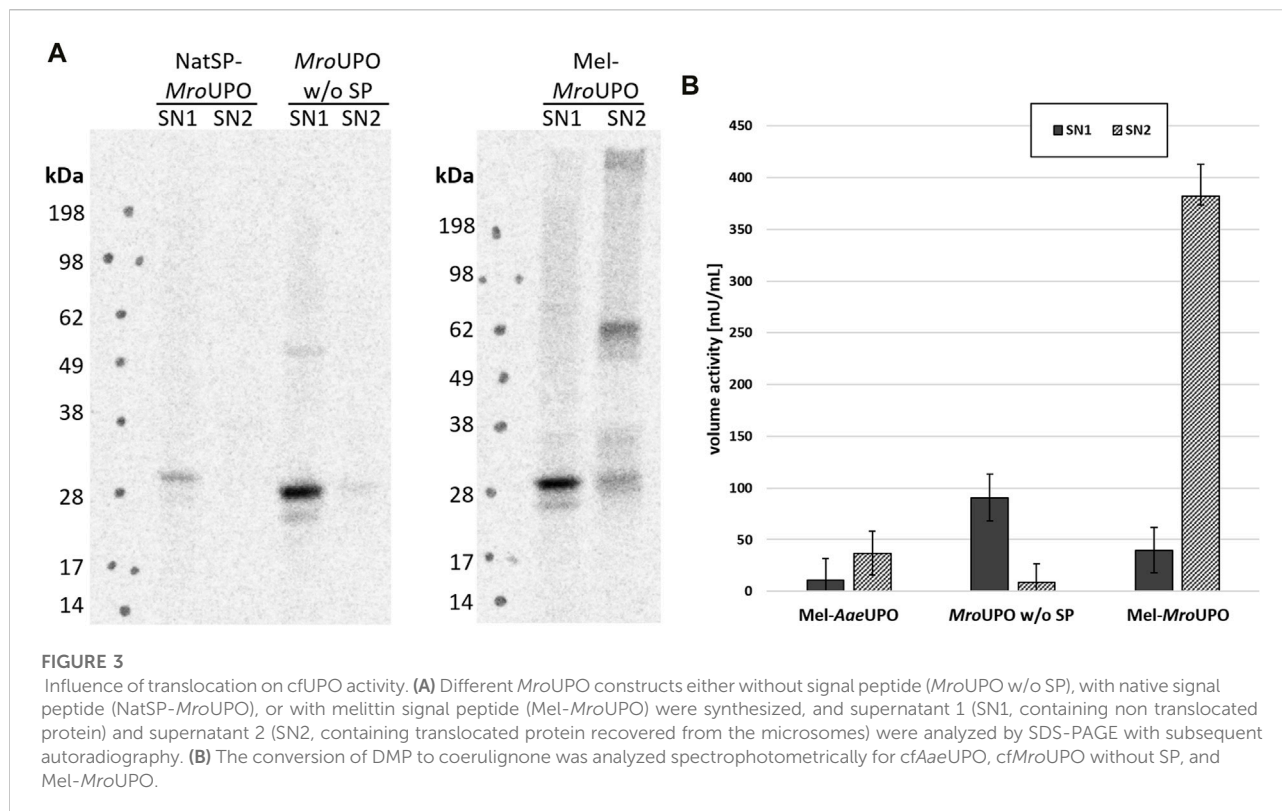 A
NatSP-
MroUPO
MroUPO
w/o SP
SN1 SN2 SN1 SN2
kDa
198
98
62
49
38
28
17
14
Mel-
MroUPO
SN1 SN2
kDa
198
98
62
49
38
28
17
14
B
SN1 SN2
volume activity [mU/mL]
450
400
350
300
250
200
150
100
50
0
Mel-AaeUPO MroUPO w/o SP Mel-MroUPO
FIGURE 3
Influence of translocation on cfUPO activity. (A) Different MroUPO constructs either without signal peptide (MroUPO w/o SP), with native signal
peptide (NatSP-MroUPO), or with melittin signal peptide (Mel-MroUPO) were synthesized, and supernatant 1 (SN1, containing non translocated
protein) and supernatant 2 (SN2, containing translocated protein recovered from the microsomes) were analyzed by SDS-PAGE with subsequent
autoradiography. (B) The conversion of DMP to coerulignone was analyzed spectrophotometrically for cfAaeUPO, cfMroUPO without SP, and
Mel-MroUPO.